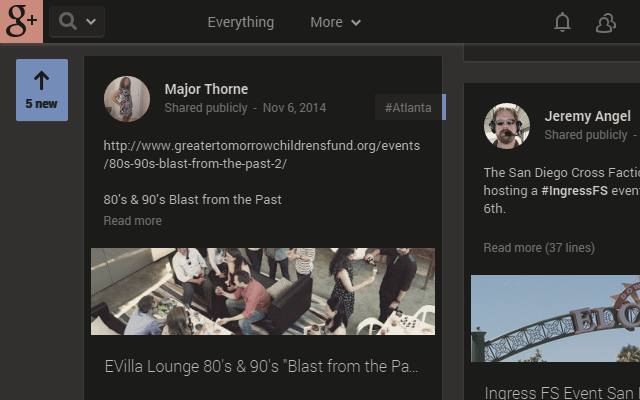 g+
Everything
More
5 new
Major Thorne
Shared publicly - Nov 6, 2014
#Atlanta
http://www.greatertomorrowchildrensfund.org/events
/80s-90s-blast-from-the-past-2/
80's & 90's Blast from the Past
Read more
EVilla Lounge 80's & 90's "Blast from the Pa...
Jeremy Angel
Shared publicly -
The San Diego Cross Factio
hosting a #IngressFS even
6th.
Read more (37 lines)
Ingress FS Event San